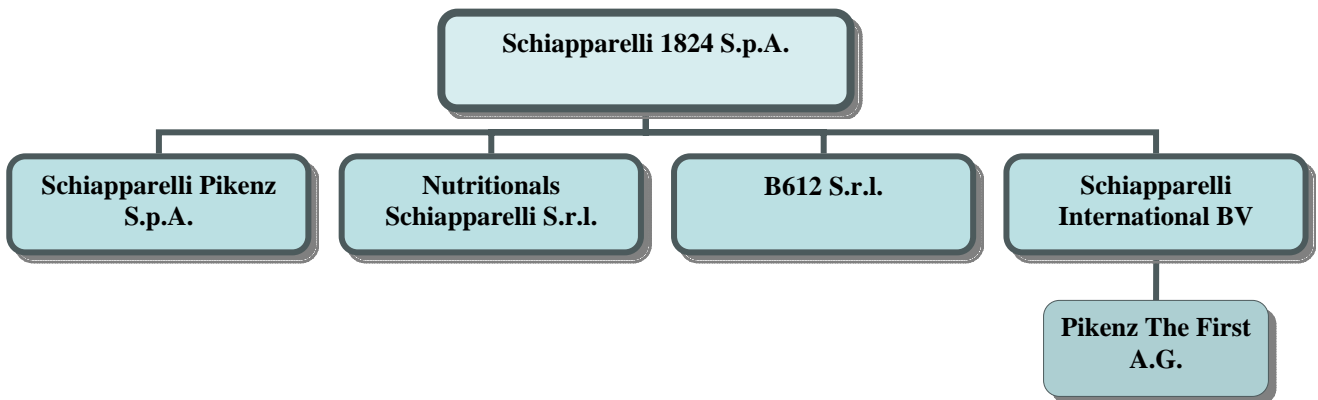 Schiapparelli 1824 S.p.A.
Schiapparelli Pikenz
S.p.A.
Nutritionals
Schiapparelli S.r.l.
B612 S.r.l.
Schiapparelli
International BV
Pikenz The First
A.G.